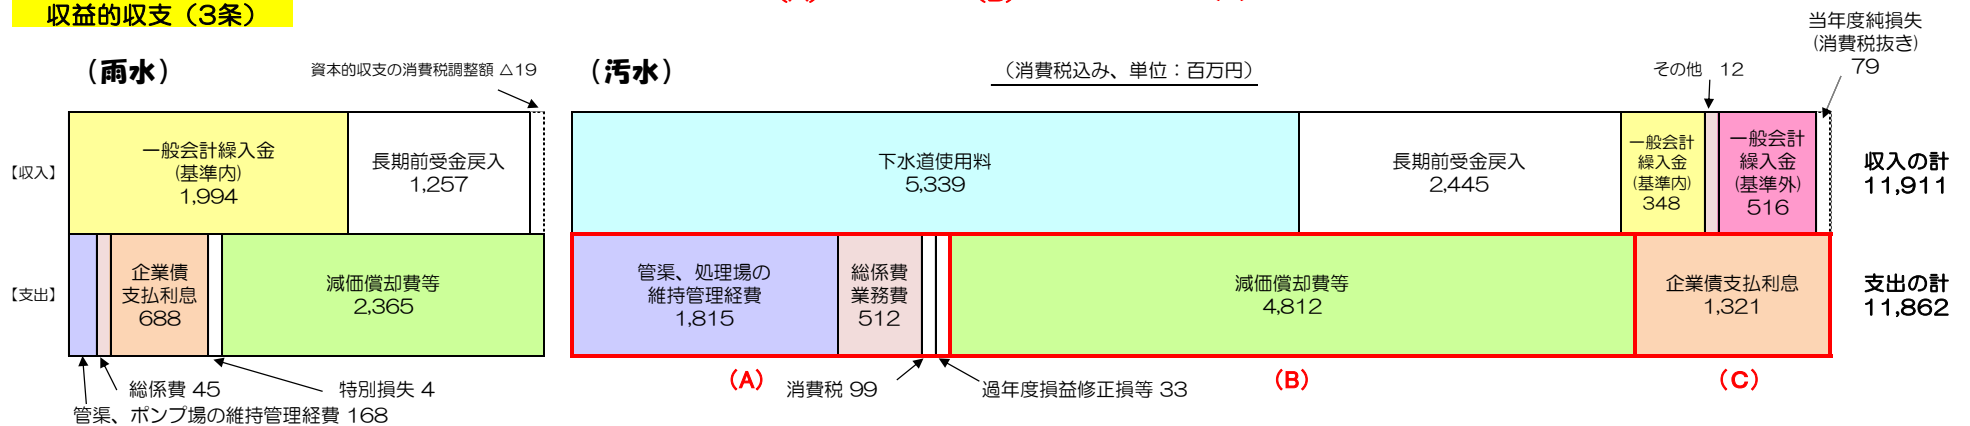 収益的収支（3条）
当年度純損失
(消費税抜き)
79
（雨水）
資本的収支の消費税調整額 △19
（汚水）
（消費税込み、単位：百万円）
その他 12
【収入】
一般会計繰入金
(基準内)
1,994
長期前受金戻入
1,257
下水道使用料
5,339
長期前受金戻入
2,445
一般会計
繰入金
(基準内)
348
一般会計
繰入金
(基準外)
516
収入の計
11,911
【支出】
企業債
支払利息
688
減価償却費等
2,365
管渠、処理場の
維持管理経費
1,815
総係費
業務費
512
減価償却費等
4,812
企業債支払利息
1,321
支出の計
11,862
総係費 45
特別損失 4
管渠、ポンプ場の維持管理経費 168
（A）
消費税 99
過年度損益修正損等 33
（B）
（C）